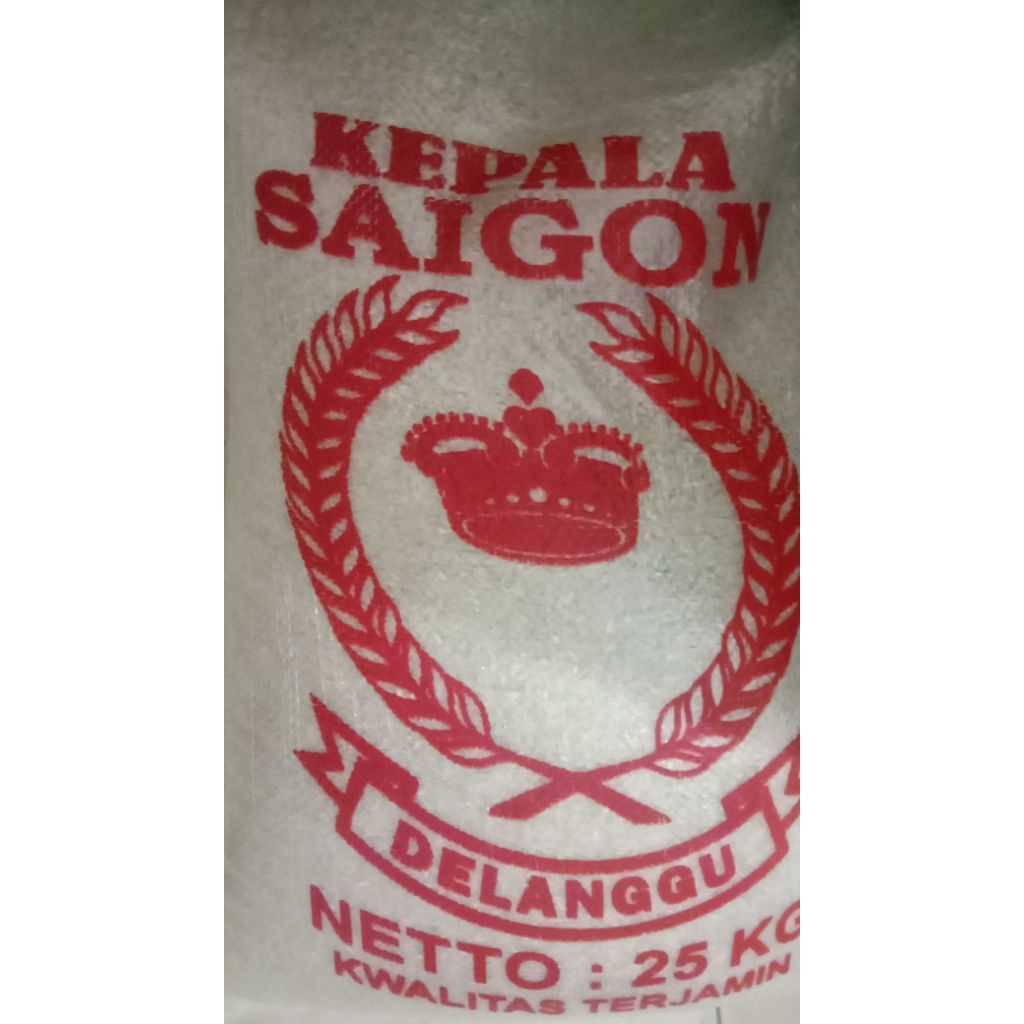 KEPALA
SAIGON
DELANGGU
NETTO : 25 KG
KWALITAS TERJAMIN